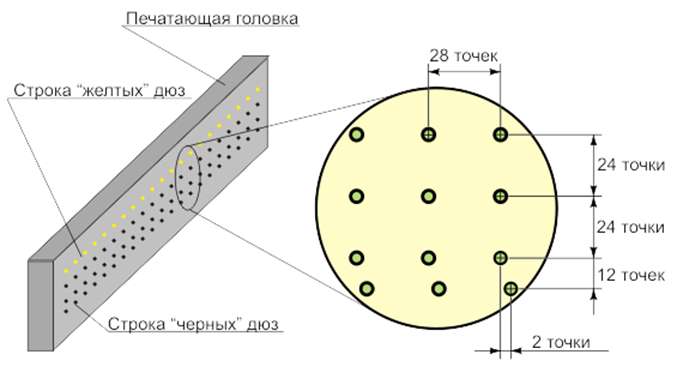 Печатающая головка
Строка “желтых” дюз
Строка “черных” дюз
28 точек
24 точки
24 точки
12 точек
2 точки